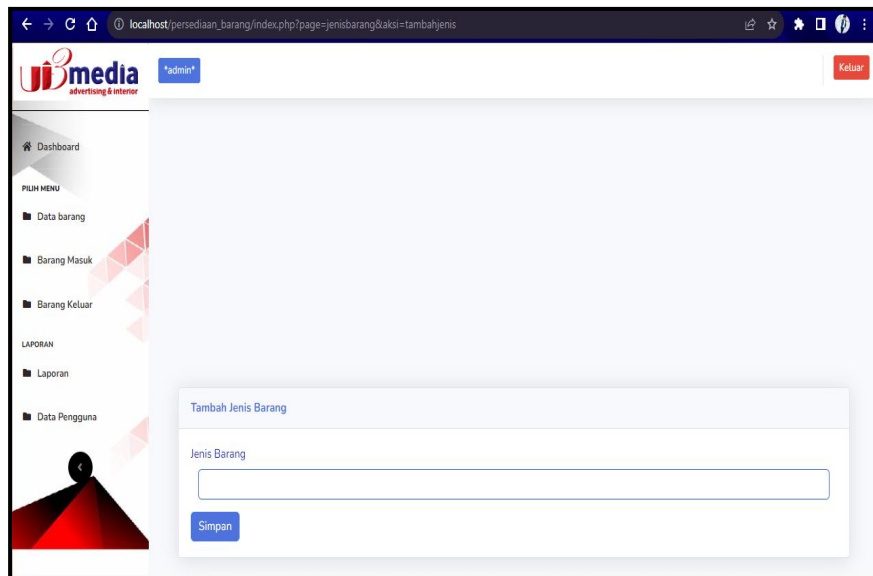 localhost/persediaan_barang/index.php?page=jenisbarang&aksi=tambahjenis
media
advertising & interior
*admin*
Keluar
Dashboard
PILIH MENU
Data barang
Barang Masuk
Barang Keluar
LAPORAN
Laporan
Data Pengguna
Tambah Jenis Barang
Jenis Barang
Simpan